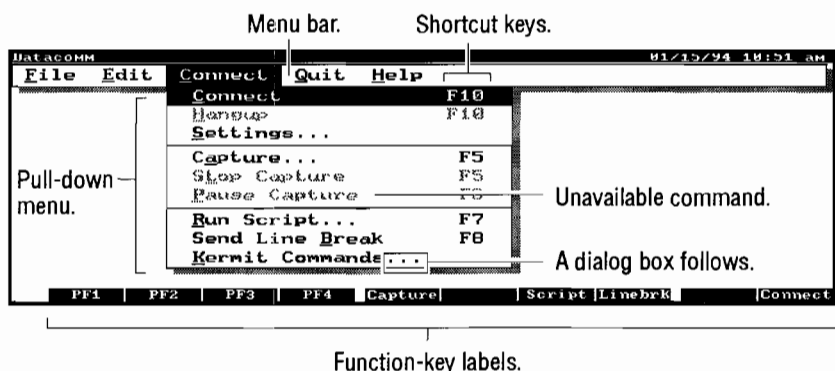 Menu bar. Shortcut keys.
Datacomm 01/15/94 10:51 am
File Edit Connect Quit Help
Connect F10
Hangup F10
Settings...
Capture... F5
Stop Capture F5
Pause Capture
Pull-down menu.
Unavailable command.
Run Script... F7
Send Line Break F8
Kermit Commands...
A dialog box follows.
PF1 PF2 PF3 PF4 Capture Script Linebrk Connect
Function-key labels.